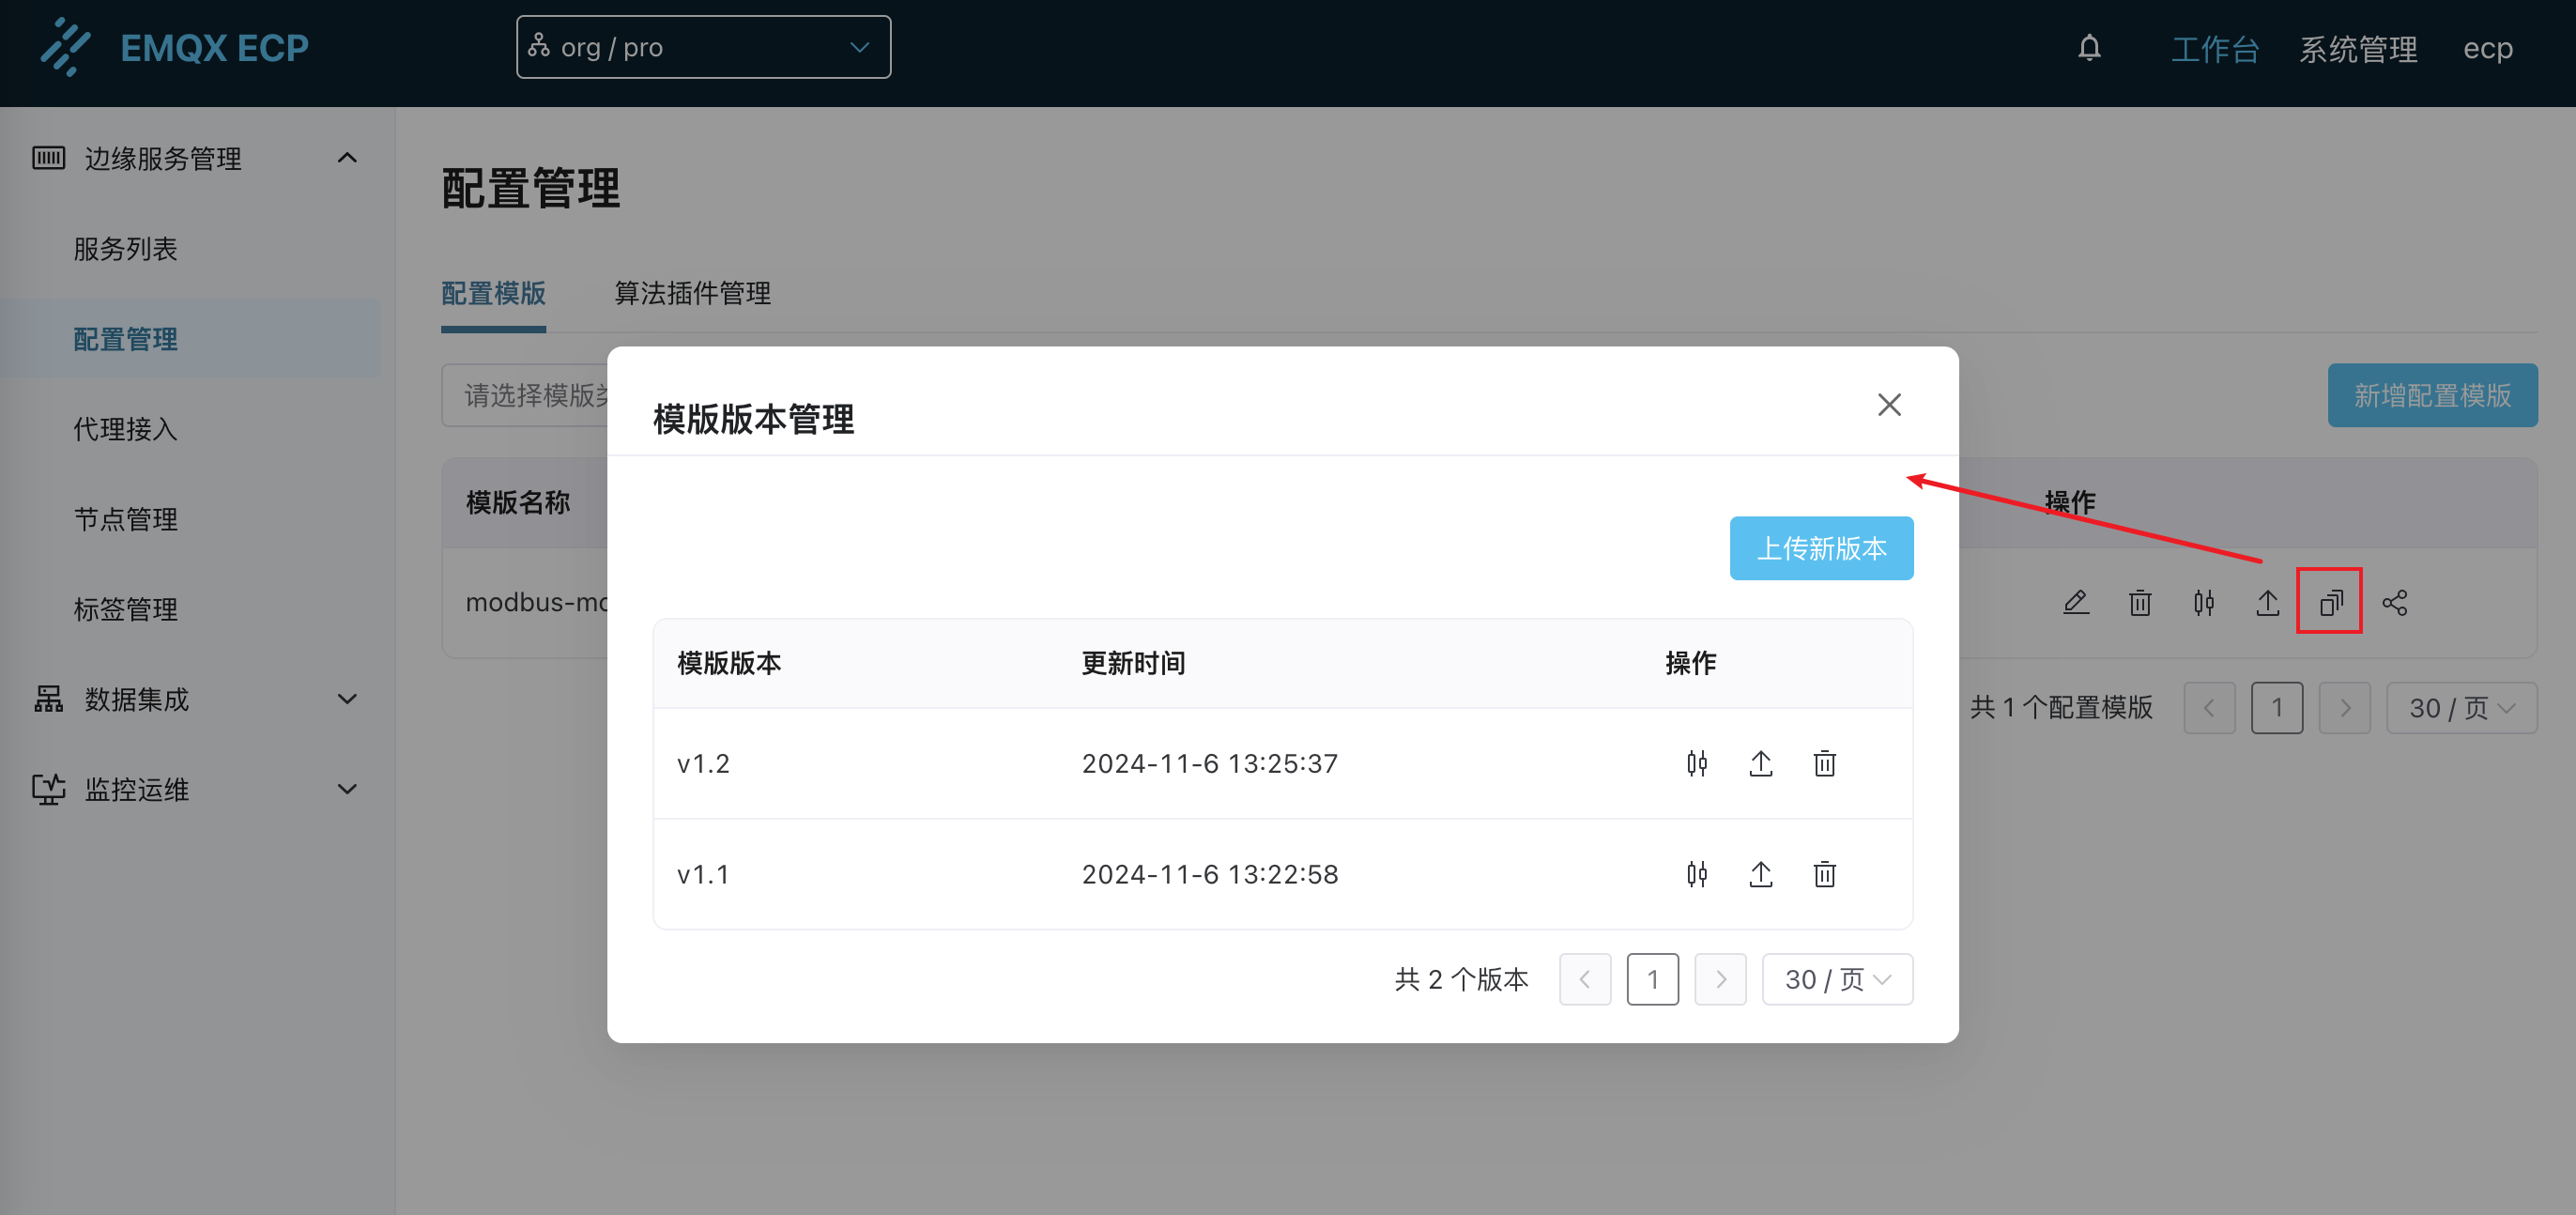 EMQX ECP
org / pro
工作台
系统管理
ecp
边缘服务管理
服务列表
配置管理
代理接入
节点管理
标签管理
数据集成
监控运维
配置管理
配置模版
算法插件管理
请选择模版
新增配置模版
模版名称
操作
共 1 个配置模版
1
30 / 页
模版版本管理
上传新版本
模版版本 更新时间 操作
v1.2 2024-11-6 13:25:37
v1.1 2024-11-6 13:22:58
共 2 个版本
1
30 / 页